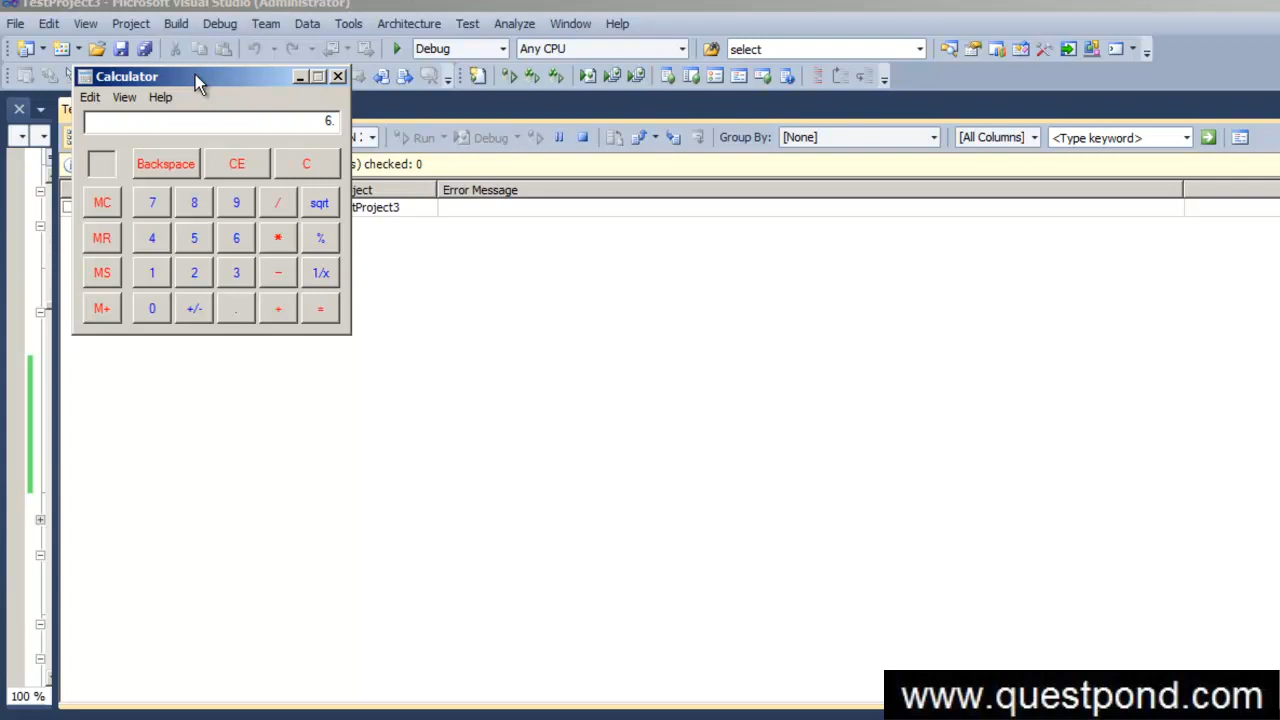 TestProject3 - Microsoft Visual Studio (Administrator)
File Edit View Project Build Debug Team Data Tools Architecture Test Analyze Window Help
Debug Any CPU select
Calculator
Edit View Help
6.
Run Debug Group By: [None] [All Columns] <Type keyword>
Backspace CE C
s) checked: 0
MC 7 8 9 / sqrt
ject Error Message
tProject3
MR 4 5 6 * %
MS 1 2 3 - 1/x
M+ 0 +/- . + =
100 %
www.questpond.com